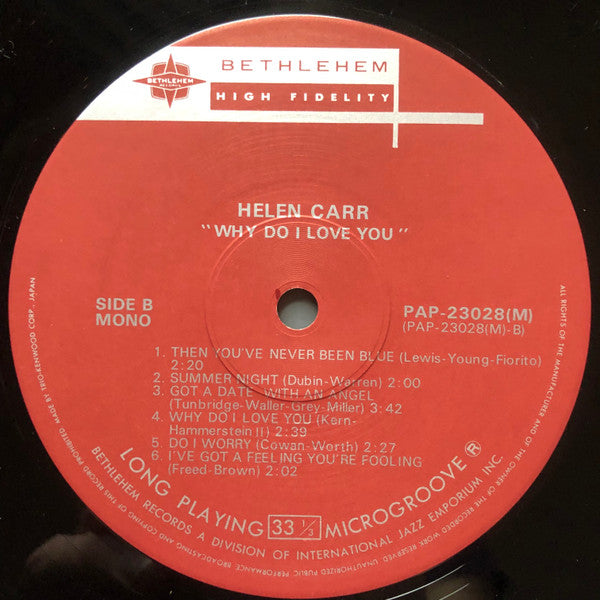 BETHLEHEM
RECORDS
BETHLEHEM
HIGH FIDELITY
HELEN CARR
"WHY DO I LOVE YOU"
SIDE B
MONO
PAP-23028(M)
(PAP-23028(M)-B)
1. THEN YOU'VE NEVER BEEN BLUE (Lewis-Young-Fiorito)
2:20
2. SUMMER NIGHT (Dubin-Warren) 2:00
3. GOT A DATE WITH AN ANGEL
(Tunbridge-Waller-Grey-Miller) 3:42
4. WHY DO I LOVE YOU (Kern-
Hammerstein II) 2:39
5. DO I WORRY (Cowan-Worth) 2:27
6. I'VE GOT A FEELING YOU'RE FOOLING
(Freed-Brown) 2:02
LONG PLAYING 33 1/3 MICROGROOVE ®
BETHLEHEM RECORDS A DIVISION OF INTERNATIONAL JAZZ EMPORIUM INC.
ALL RIGHTS OF THE MANUFACTURER AND OF THE OWNER OF THE RECORDED WORK RESERVED. UNAUTHORIZED PUBLIC PERFORMANCE BROADCASTING AND COPYING OF THIS RECORD PROHIBITED MADE BY TRIO-KENWOOD CORP., JAPAN